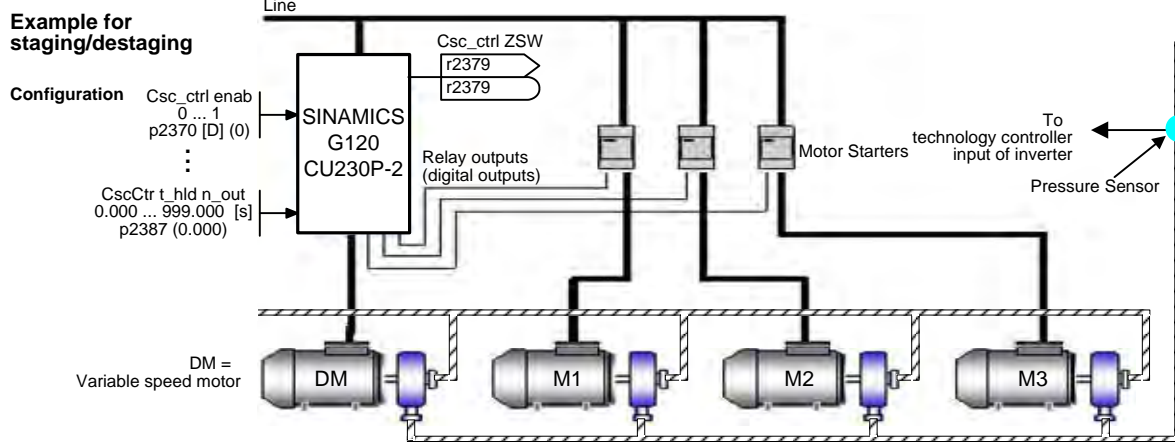 Line
Example for
staging/destaging
Configuration
Csc_ctrl enab
0 ... 1
p2370 [D] (0)
⋮
CscCtr t_hld n_out
0.000 ... 999.000 [s]
p2387 (0.000)
SINAMICS
G120
CU230P-2
Csc_ctrl ZSW
r2379
r2379
Relay outputs
(digital outputs)
Motor Starters
To
technology controller
input of inverter
Pressure Sensor
DM =
Variable speed motor
DM
M1
M2
M3